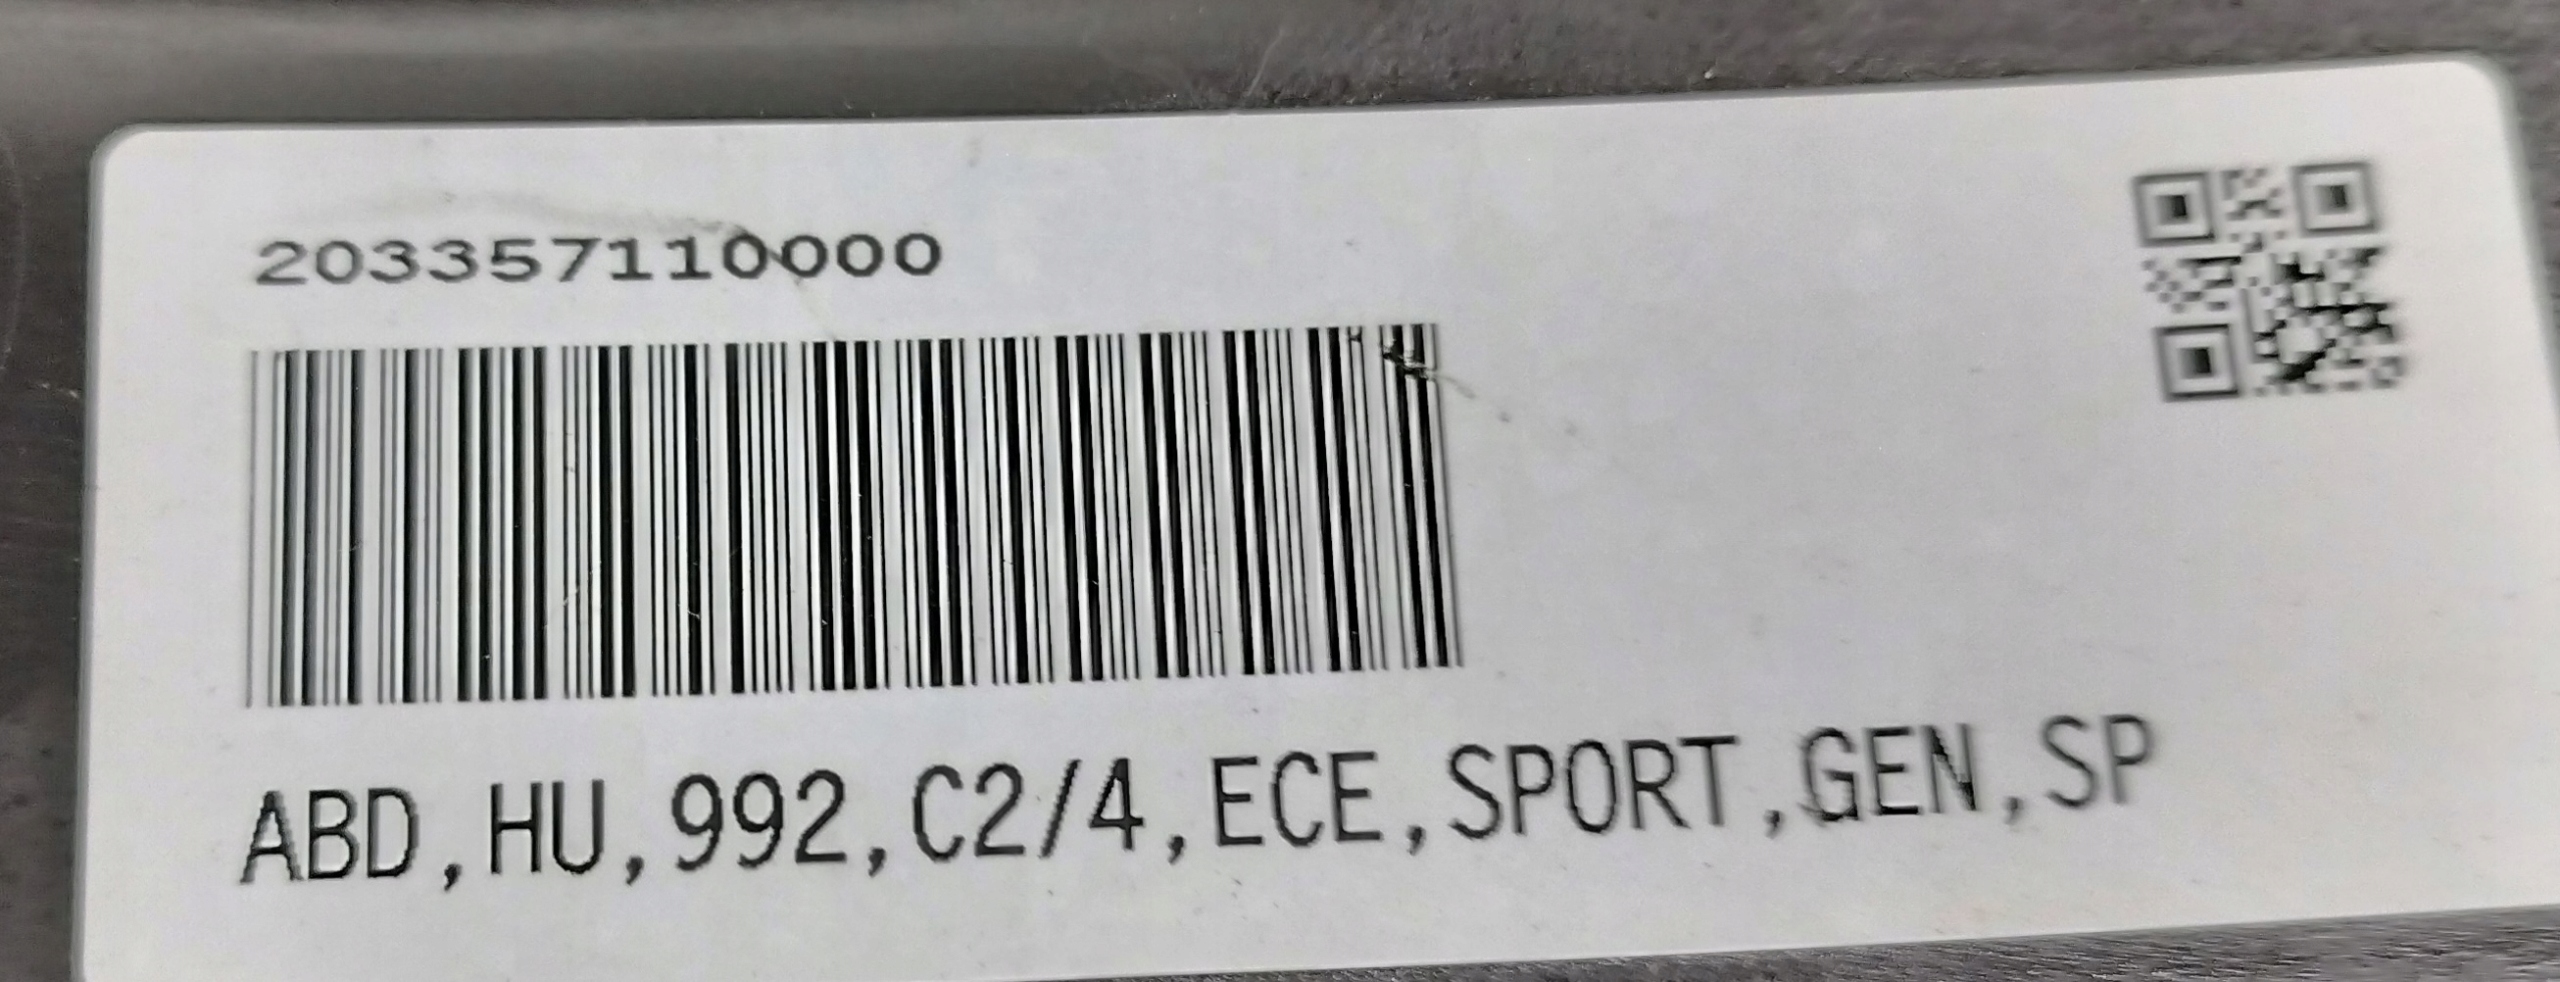 203357110000
ABD,HU,992,C2/4,ECE,SPORT,GEN,SP